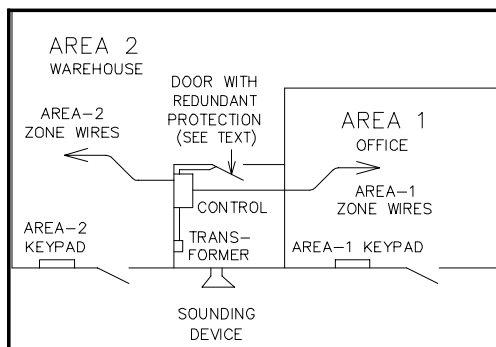 AREA 2
WAREHOUSE
DOOR WITH
REDUNDANT
PROTECTION
(SEE TEXT)
AREA-2
ZONE WIRES
AREA 1
OFFICE
AREA-1
ZONE WIRES
CONTROL
AREA-2
KEYPAD
TRANS-
FORMER
AREA-1 KEYPAD
SOUNDING
DEVICE